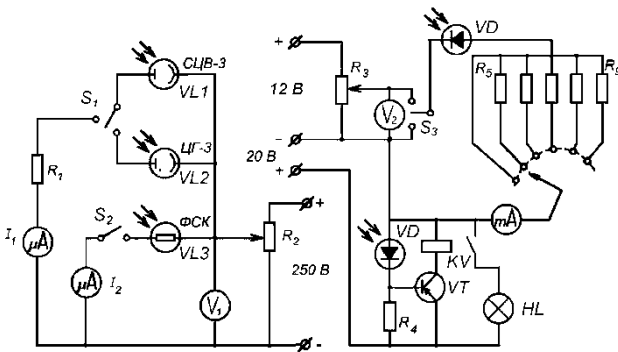 СЦВ-3
VL1
S₁
ЦГ-3
VL2
R₁
S₂
ФСК
VL3
I₁
μA
I₂
μA
V₁
R₂
+
250 В
-
+
12 В
R₃
V₂
S₃
-
20 В
+
VD
R₅
R₉
mA
VD
KV
VT
R₄
HL